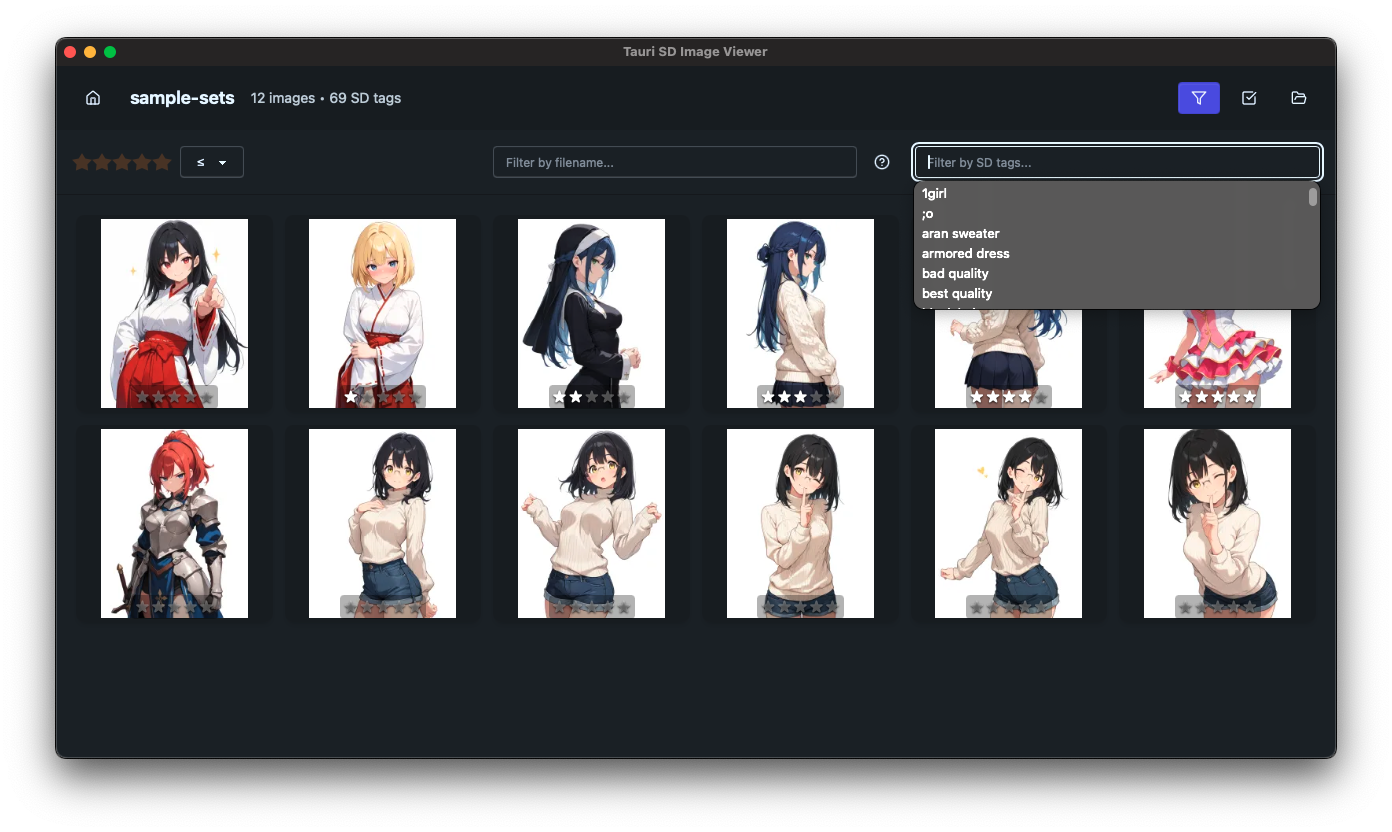 Tauri SD Image Viewer
sample-sets 12 images • 69 SD tags
≤
Filter by filename...
Filter by SD tags...
1girl
;o
aran sweater
armored dress
bad quality
best quality